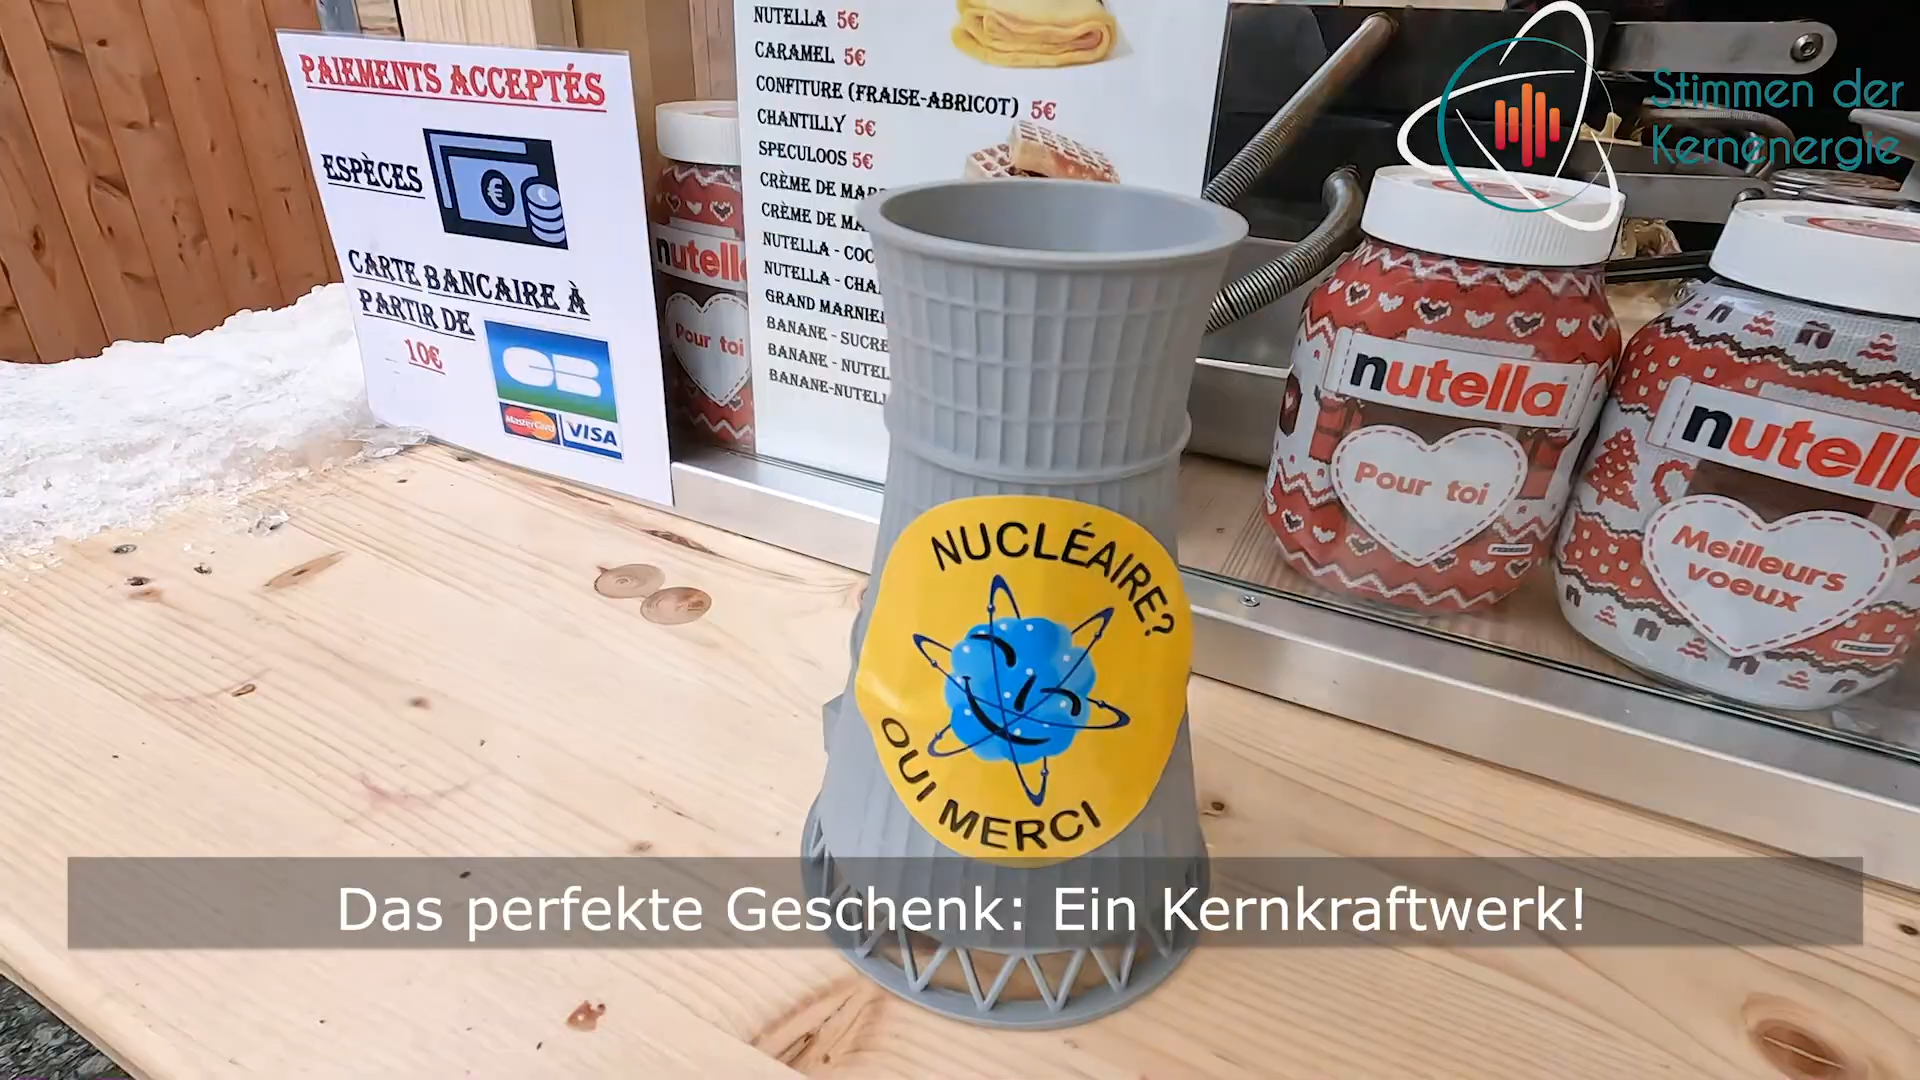 PAIEMENTS ACCEPTÉS
ESPÈCES
€
CARTE BANCAIRE À
PARTIR DE
10€
CB
MasterCard
VISA
NUTELLA 5€
CARAMEL 5€
CONFITURE (FRAISE-ABRICOT) 5€
CHANTILLY 5€
SPECULOOS 5€
CRÈME DE
CRÈME DE
NUTELLA -
NUTELLA -
GRAND
BANANE -
BANANE -
Stimmen der
Kernenergie
nutella
Pour toi
nutella
Pour toi
nutella
Meilleurs
voeux
NUCLÉAIRE?
OUI MERCI
Das perfekte Geschenk: Ein Kernkraftwerk!